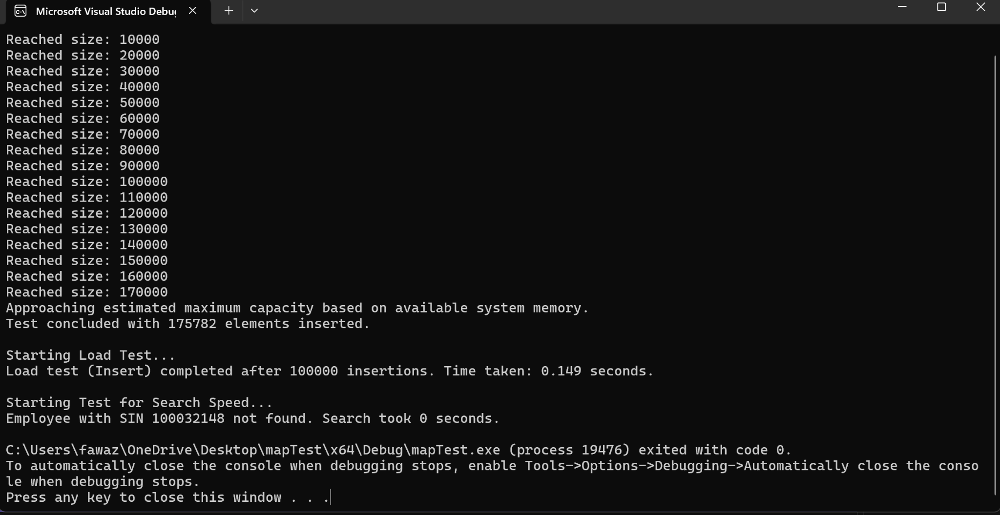 Microsoft Visual Studio Debu
Reached size: 10000
Reached size: 20000
Reached size: 30000
Reached size: 40000
Reached size: 50000
Reached size: 60000
Reached size: 70000
Reached size: 80000
Reached size: 90000
Reached size: 100000
Reached size: 110000
Reached size: 120000
Reached size: 130000
Reached size: 140000
Reached size: 150000
Reached size: 160000
Reached size: 170000
Approaching estimated maximum capacity based on available system memory.
Test concluded with 175782 elements inserted.
Starting Load Test...
Load test (Insert) completed after 100000 insertions. Time taken: 0.149 seconds.
Starting Test for Search Speed...
Employee with SIN 100032148 not found. Search took 0 seconds.
C:\Users\fawaz\OneDrive\Desktop\mapTest\x64\Debug\mapTest.exe (process 19476) exited with code 0.
To automatically close the console when debugging stops, enable Tools->Options->Debugging->Automatically close the conso
le when debugging stops.
Press any key to close this window . . .